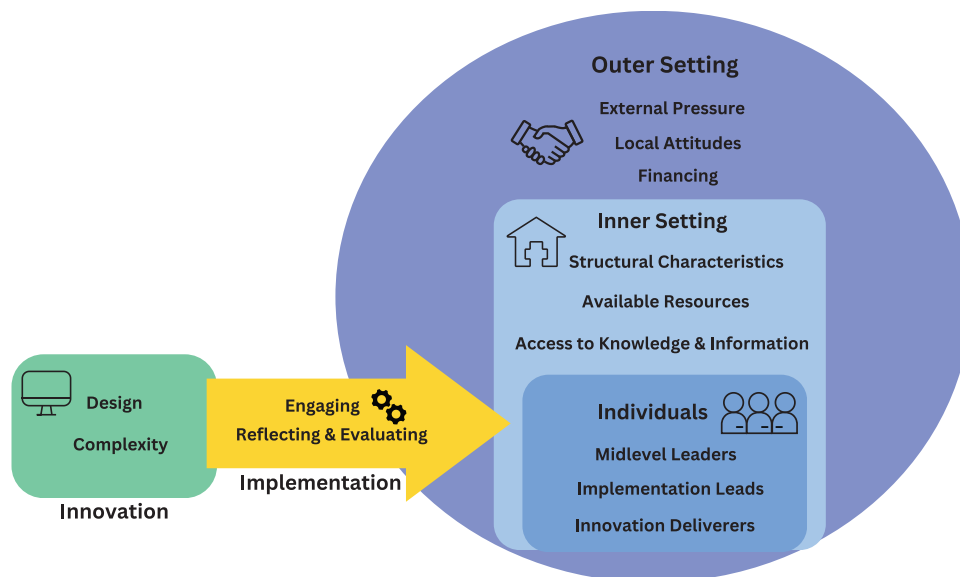 Outer Setting
External Pressure
Local Attitudes
Financing
Inner Setting
Structural Characteristics
Available Resources
Access to Knowledge & Information
Individuals
Midlevel Leaders
Implementation Leads
Innovation Deliverers
Design
Complexity
Innovation
Engaging
Reflecting & Evaluating
Implementation